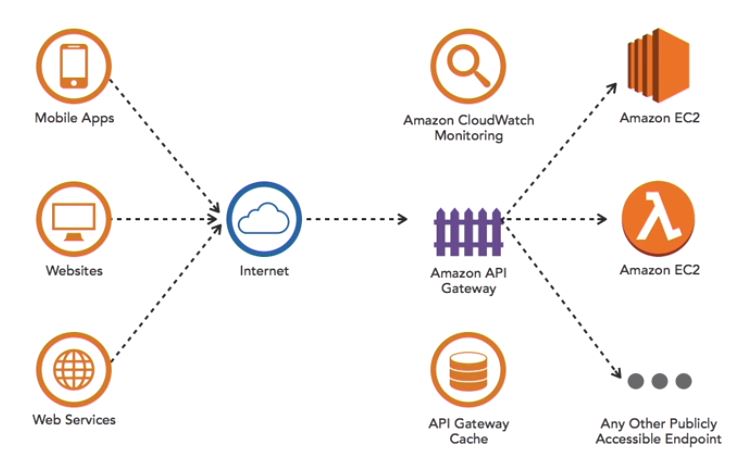 Mobile Apps
Amazon CloudWatch
Monitoring
Amazon EC2
Websites
Internet
Amazon API
Gateway
Amazon EC2
Web Services
API Gateway
Cache
Any Other Publicly
Accessible Endpoint